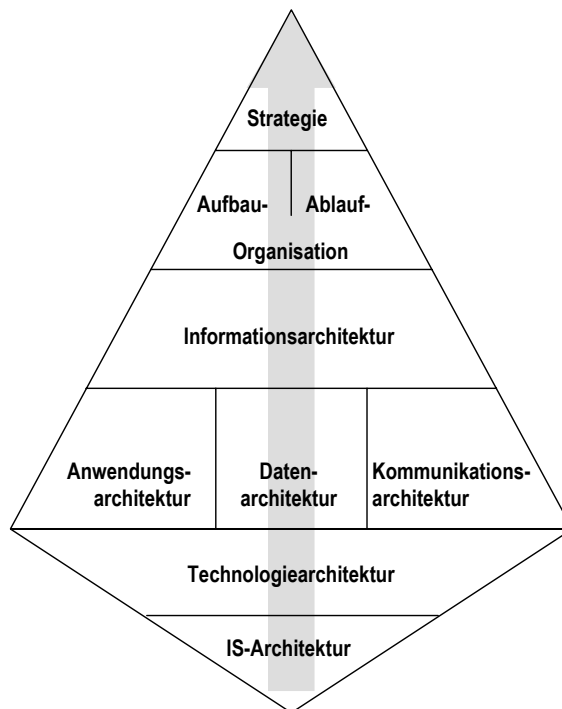 Strategie
Aufbau- Ablauf-
Organisation
Informationsarchitektur
Anwendungs-
architektur
Daten-
architektur
Kommunikations-
architektur
Technologiearchitektur
IS-Architektur